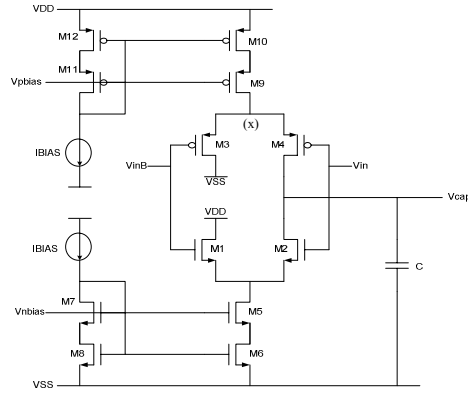 VDD
M12
M10
M11
Vpbias
M9
(x)
M3
M4
IBIAS
VinB
Vin
VSS
Vcap
VDD
IBIAS
M1
M2
C
M7
Vnbias
M5
M8
M6
VSS